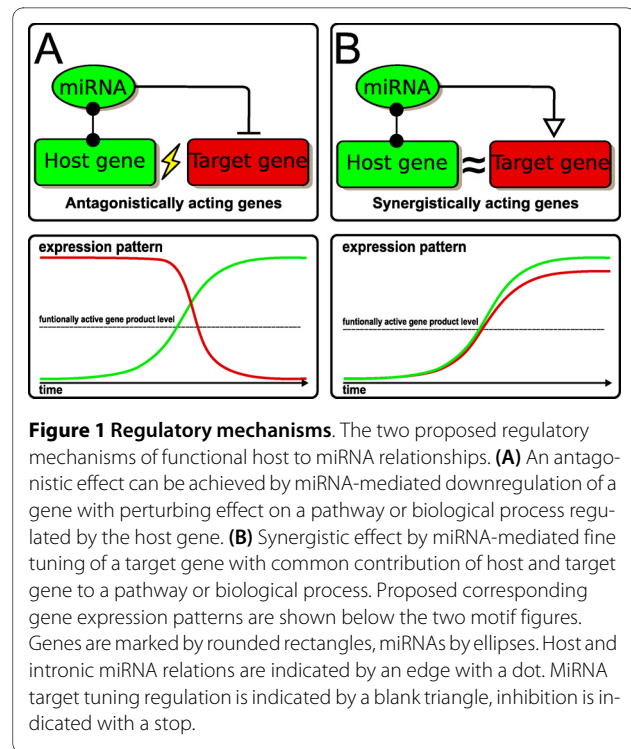 A
miRNA
Host gene
Target gene
Antagonistically acting genes
expression pattern
funtionally active gene product level
time
B
miRNA
Host gene
≈
Target gene
Synergistically acting genes
expression pattern
funtionally active gene product level
time
Figure 1 Regulatory mechanisms. The two proposed regulatory
mechanisms of functional host to miRNA relationships. (A) An antago-
nistic effect can be achieved by miRNA-mediated downregulation of a
gene with perturbing effect on a pathway or biological process regu-
lated by the host gene. (B) Synergistic effect by miRNA-mediated fine
tuning of a target gene with common contribution of host and target
gene to a pathway or biological process. Proposed corresponding
gene expression patterns are shown below the two motif figures.
Genes are marked by rounded rectangles, miRNAs by ellipses. Host and
intronic miRNA relations are indicated by an edge with a dot. MiRNA
target tuning regulation is indicated by a blank triangle, inhibition is in-
dicated with a stop.